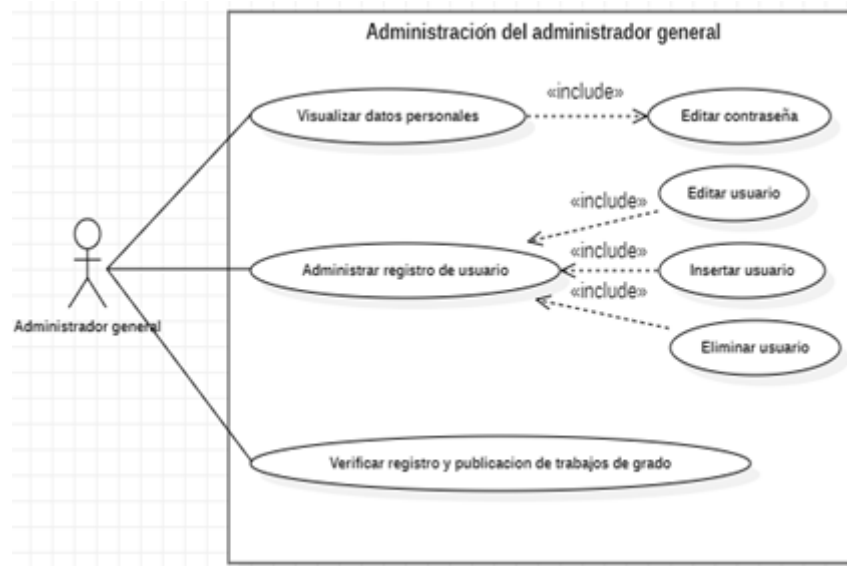 Administración del administrador general
«include»
Visualizar datos personales
Editar contraseña
Editar usuario
«include»
«include»
Administrar registro de usuario
Insertar usuario
«include»
Administrador general
Eliminar usuario
Verificar registro y publicacion de trabajos de grado